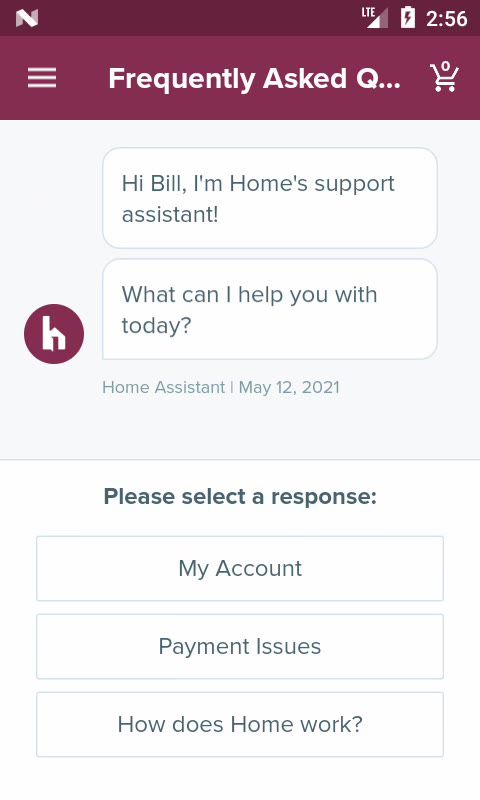 LTE 2:56
Frequently Asked Q... 0
Hi Bill, I'm Home's support
assistant!
What can I help you with
today?
h
Home Assistant | May 12, 2021
Please select a response:
My Account
Payment Issues
How does Home work?